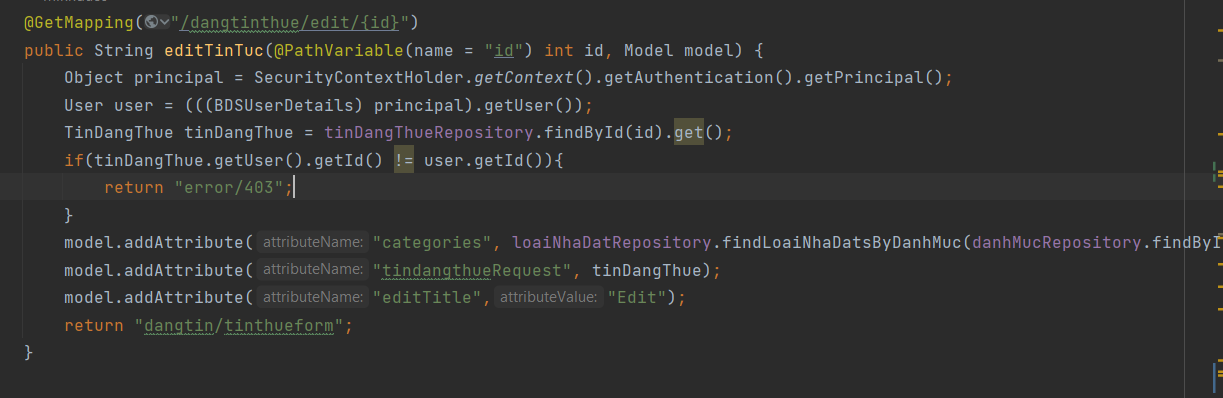 @GetMapping("/dangtinthue/edit/{id}")
public String editTinTuc(@PathVariable(name = "id") int id, Model model) {
Object principal = SecurityContextHolder.getContext().getAuthentication().getPrincipal();
User user = (((BDSUserDetails) principal).getUser());
TinDangThue tinDangThue = tinDangThueRepository.findById(id).get();
if(tinDangThue.getUser().getId() != user.getId()){
return "error/403";
}
model.addAttribute( attributeName: "categories", loaiNhaDatRepository.findLoaiNhaDatsByDanhMuc(danhMucRepository.findByI
model.addAttribute( attributeName: "tindangthueRequest", tinDangThue);
model.addAttribute( attributeName: "editTitle", attributeValue: "Edit");
return "dangtin/tinthueform";
}